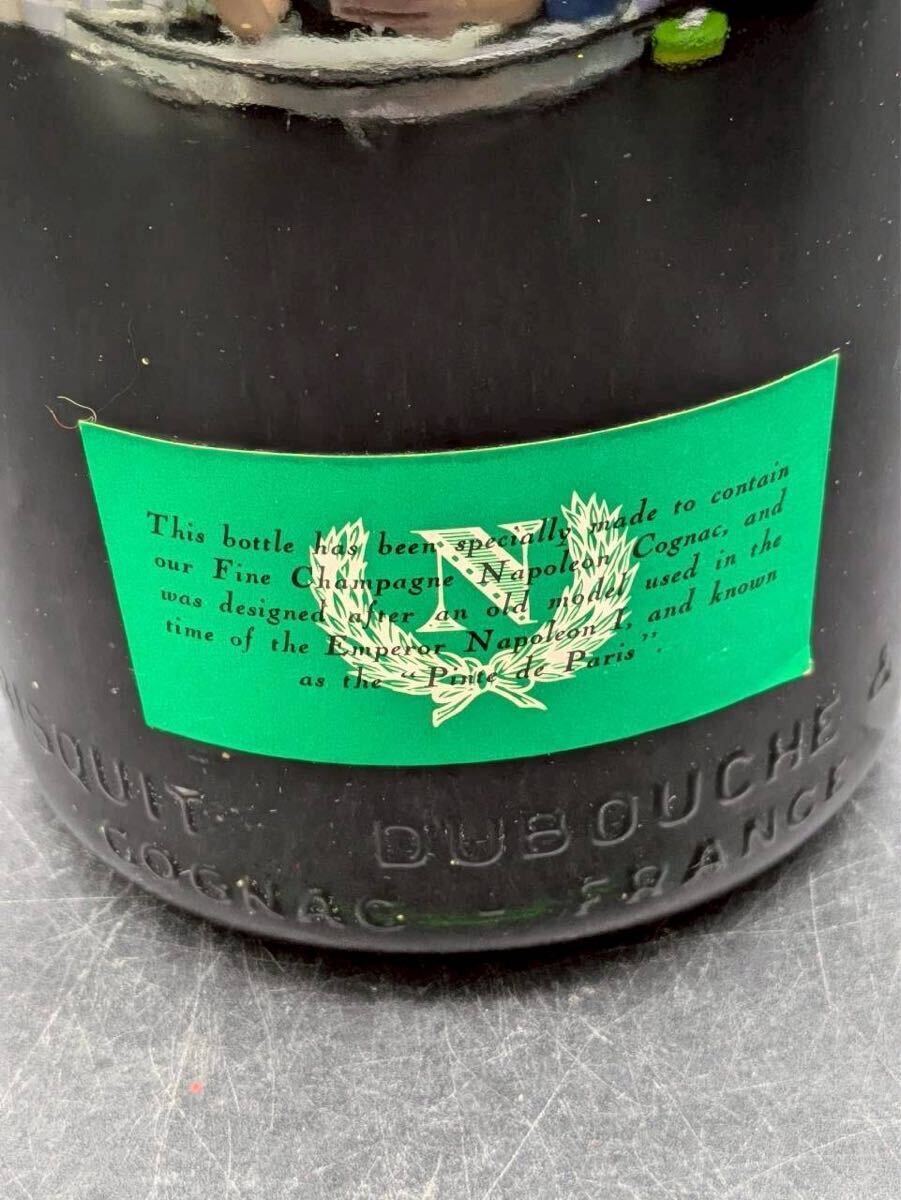 This bottle has been specially made to contain
our Fine Champagne Napoleon Cognac, and
was designed after an old model used in the
time of the Emperor Napoleon I, and known
as the "Pinte de Paris".
N
DUBOUCHE &
COGNAC - FRANCE